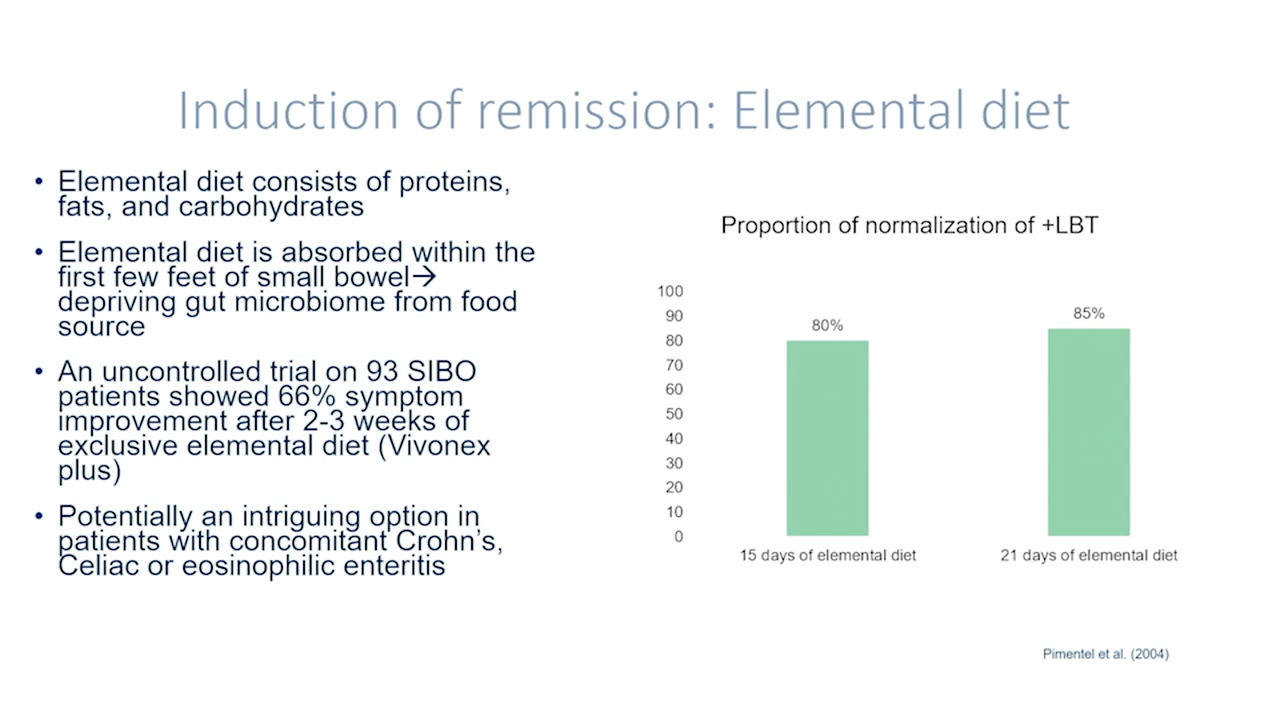 Induction of remission: Elemental diet
• Elemental diet consists of proteins,
fats, and carbohydrates
• Elemental diet is absorbed within the
first few feet of small bowel→
depriving gut microbiome from food
source
• An uncontrolled trial on 93 SIBO
patients showed 66% symptom
improvement after 2-3 weeks of
exclusive elemental diet (Vivonex
plus)
• Potentially an intriguing option in
patients with concomitant Crohn’s,
Celiac or eosinophilic enteritis
Proportion of normalization of +LBT
100
90
80
70
60
50
40
30
20
10
0
80%
85%
15 days of elemental diet
21 days of elemental diet
Pimentel et al. (2004)